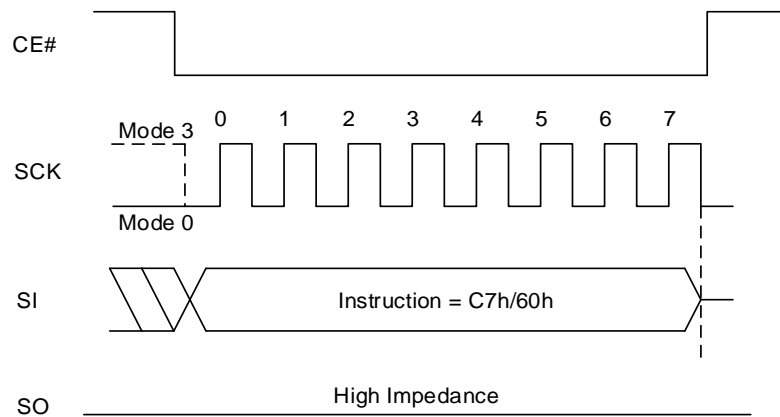 CE#
Mode 3
0 1 2 3 4 5 6 7
SCK
Mode 0
SI
Instruction = C7h/60h
SO
High Impedance